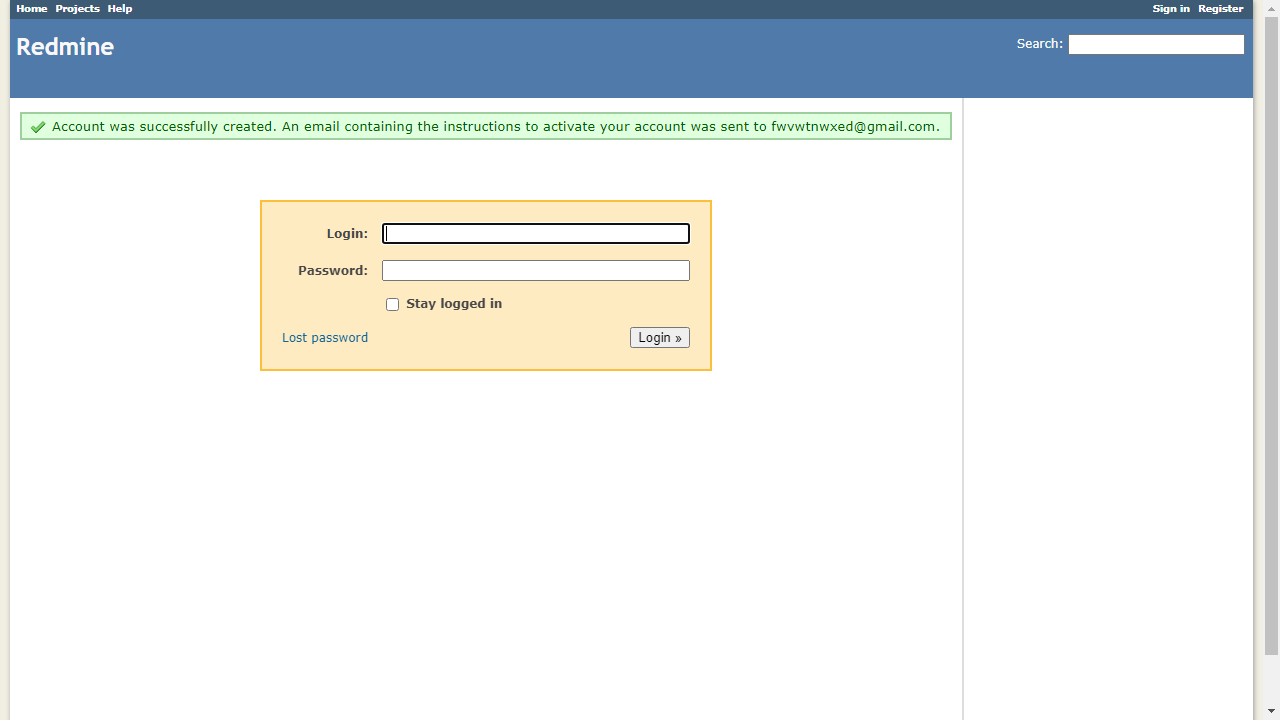 Home Projects Help Sign in Register
Redmine
Search:
Account was successfully created. An email containing the instructions to activate your account was sent to fwvwtnwxed@gmail.com.
Login:
Password:
Stay logged in
Lost password Login »